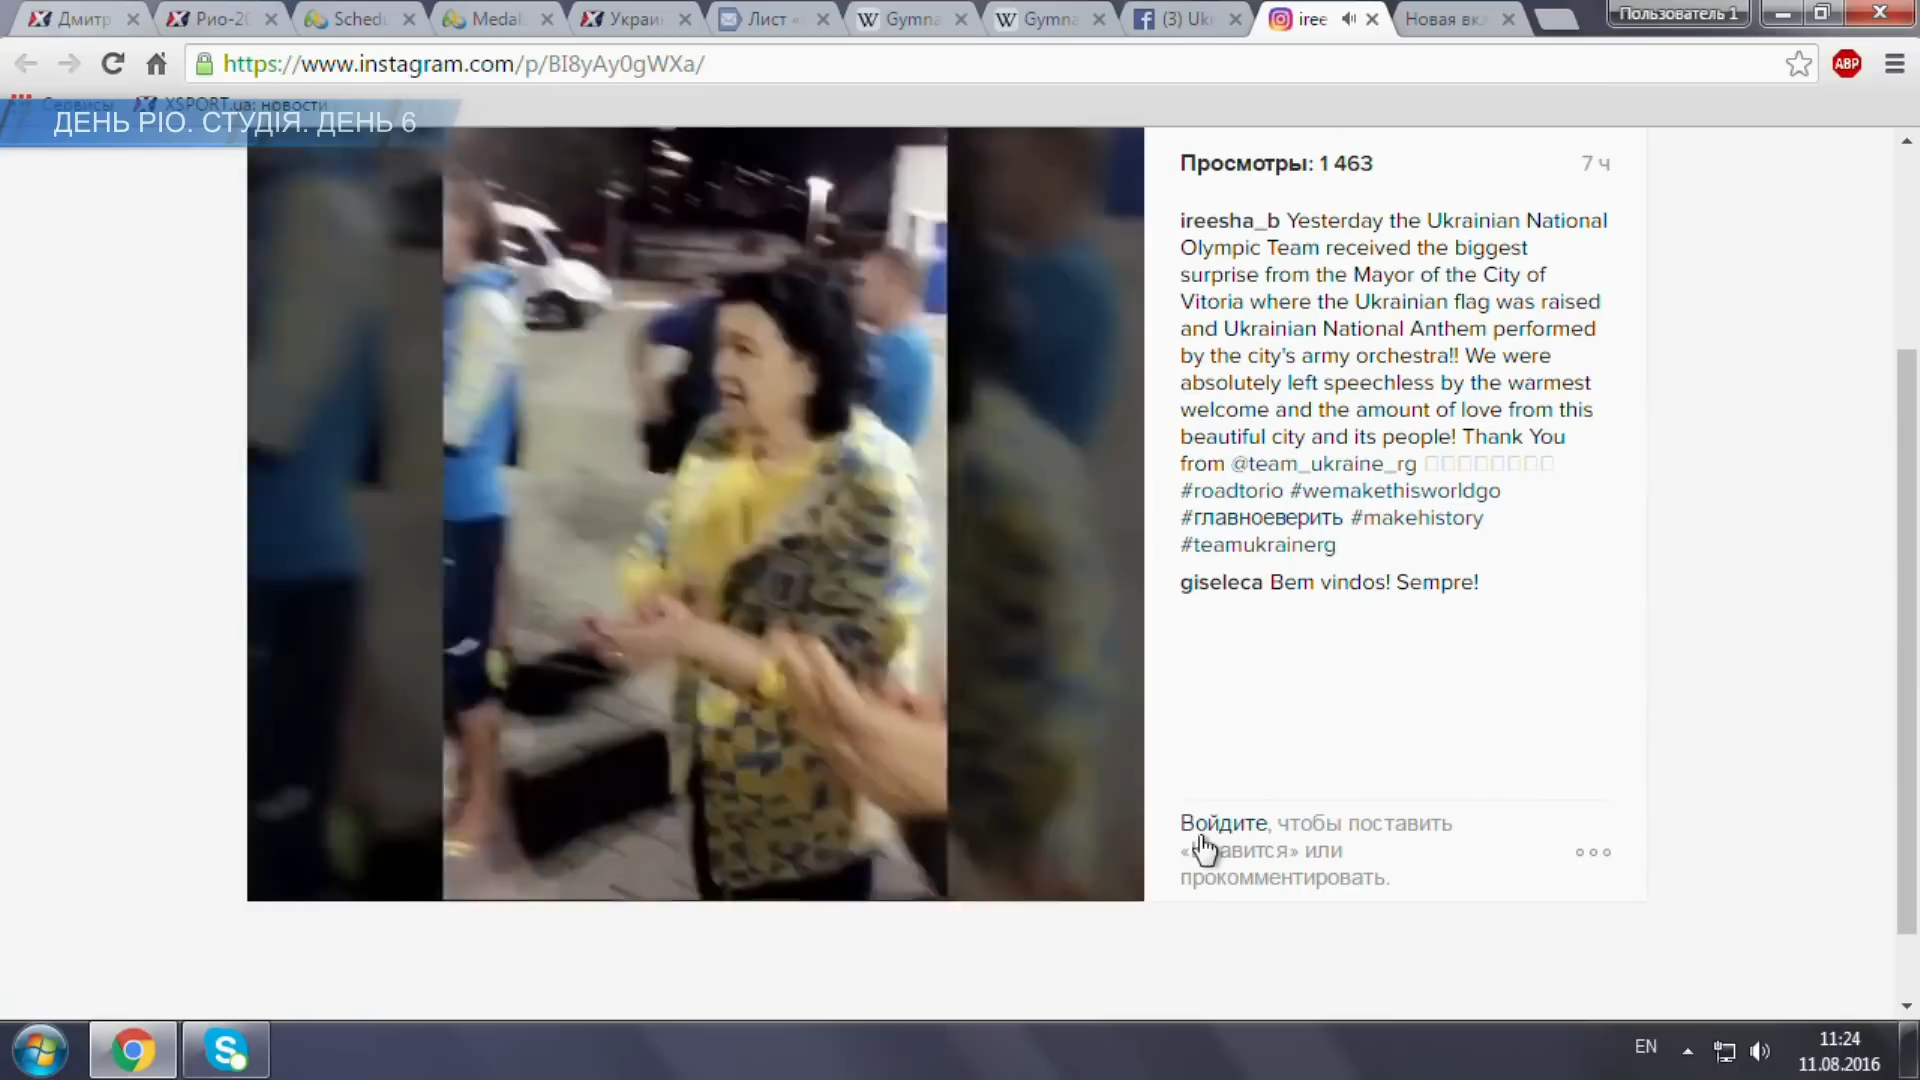 Дмитр
Рио-20
Sched
Medal
Украи
Лист
Gymna
Gymna
(3) Uk
iree
Новая вк
Пользователь 1
https://www.instagram.com/p/BI8yAy0gWXa/
ABP
Сервисы
XSPORT.ua: новости
ДЕНЬ РІО. СТУДІЯ. ДЕНЬ 6
Просмотры: 1 463
7 ч
ireesha_b Yesterday the Ukrainian National
Olympic Team received the biggest
surprise from the Mayor of the City of
Vitoria where the Ukrainian flag was raised
and Ukrainian National Anthem performed
by the city's army orchestra!! We were
absolutely left speechless by the warmest
welcome and the amount of love from this
beautiful city and its people! Thank You
from @team_ukraine_rg
#roadtorio #wemakethisworldgo
#главноеверить #makehistory
#teamukrainerg
giseleca Bem vindos! Sempre!
Войдите, чтобы поставить
или
прокомментировать.
EN
11:24
11.08.2016